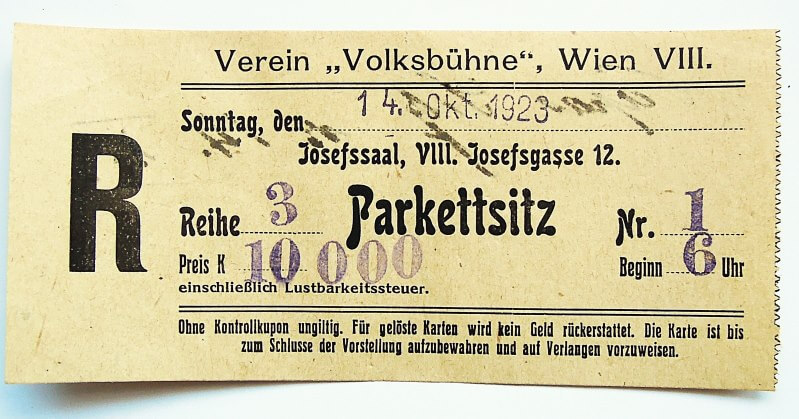 Verein „Volksbühne“, Wien VIII.
R
Sonntag, den 14. Okt. 1923
Josefssaal, VIII. Josefsgasse 12.
Reihe 3 Parkettsitz Nr. 1
Preis K 10000 Beginn 6 Uhr
einschließlich Lustbarkeitssteuer.
Ohne Kontrollkupon ungiltig. Für gelöste Karten wird kein Geld rückerstattet. Die Karte ist bis
zum Schlusse der Vorstellung aufzubewahren und auf Verlangen vorzuweisen.